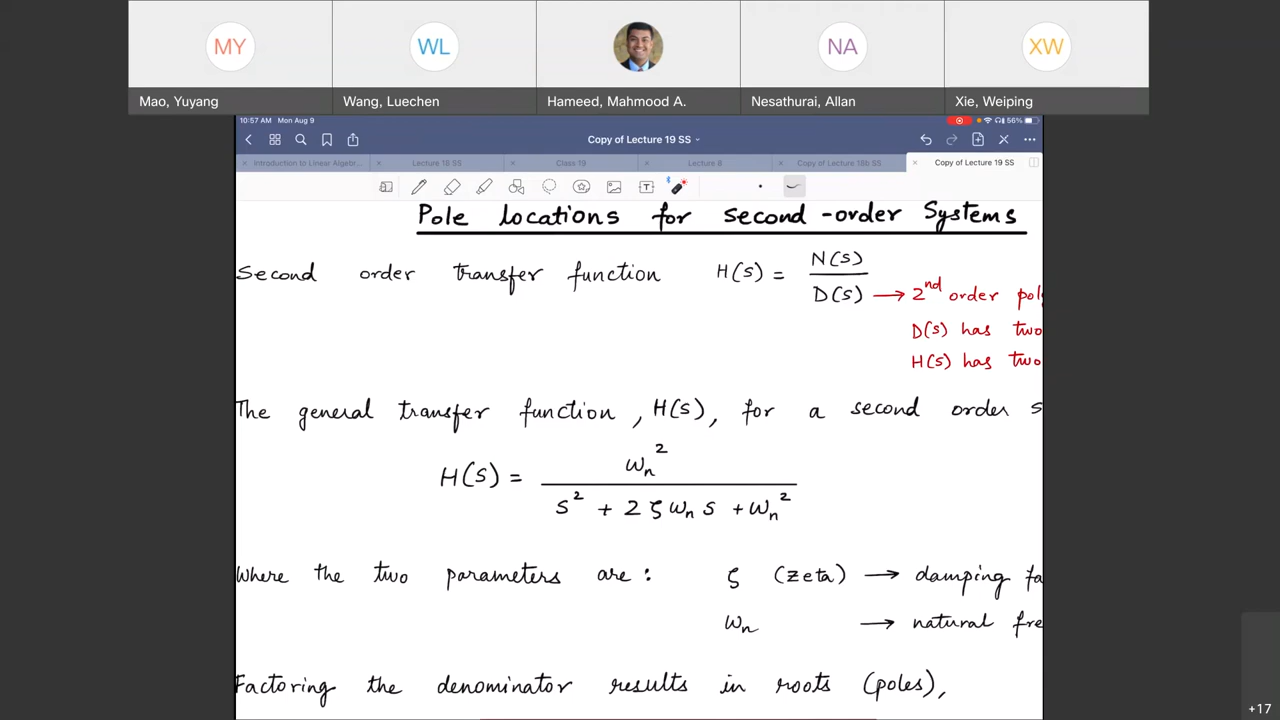 MY
WL
NA
XW
Mao, Yuyang
Wang, Luechen
Hameed, Mahmood A.
Nesathurai, Allan
Xie, Weiping
10:57 AM Mon Aug 9
56%
Copy of Lecture 19 SS
Introduction to Linear Algebr...
Lecture 18 SS
Class 19
Lecture 8
Copy of Lecture 18b SS
Copy of Lecture 19 SS
Pole locations for second-order Systems
Second order transfer function H(s) = N(s) / D(s) → 2nd order pol
D(s) has two
H(s) has two
The general transfer function, H(s), for a second order s
H(s) = ωn² / s² + 2ζωn s + ωn²
Where the two parameters are: ζ (zeta) → damping fa
ωn → natural fre
Factoring the denominator results in roots (poles),
+17